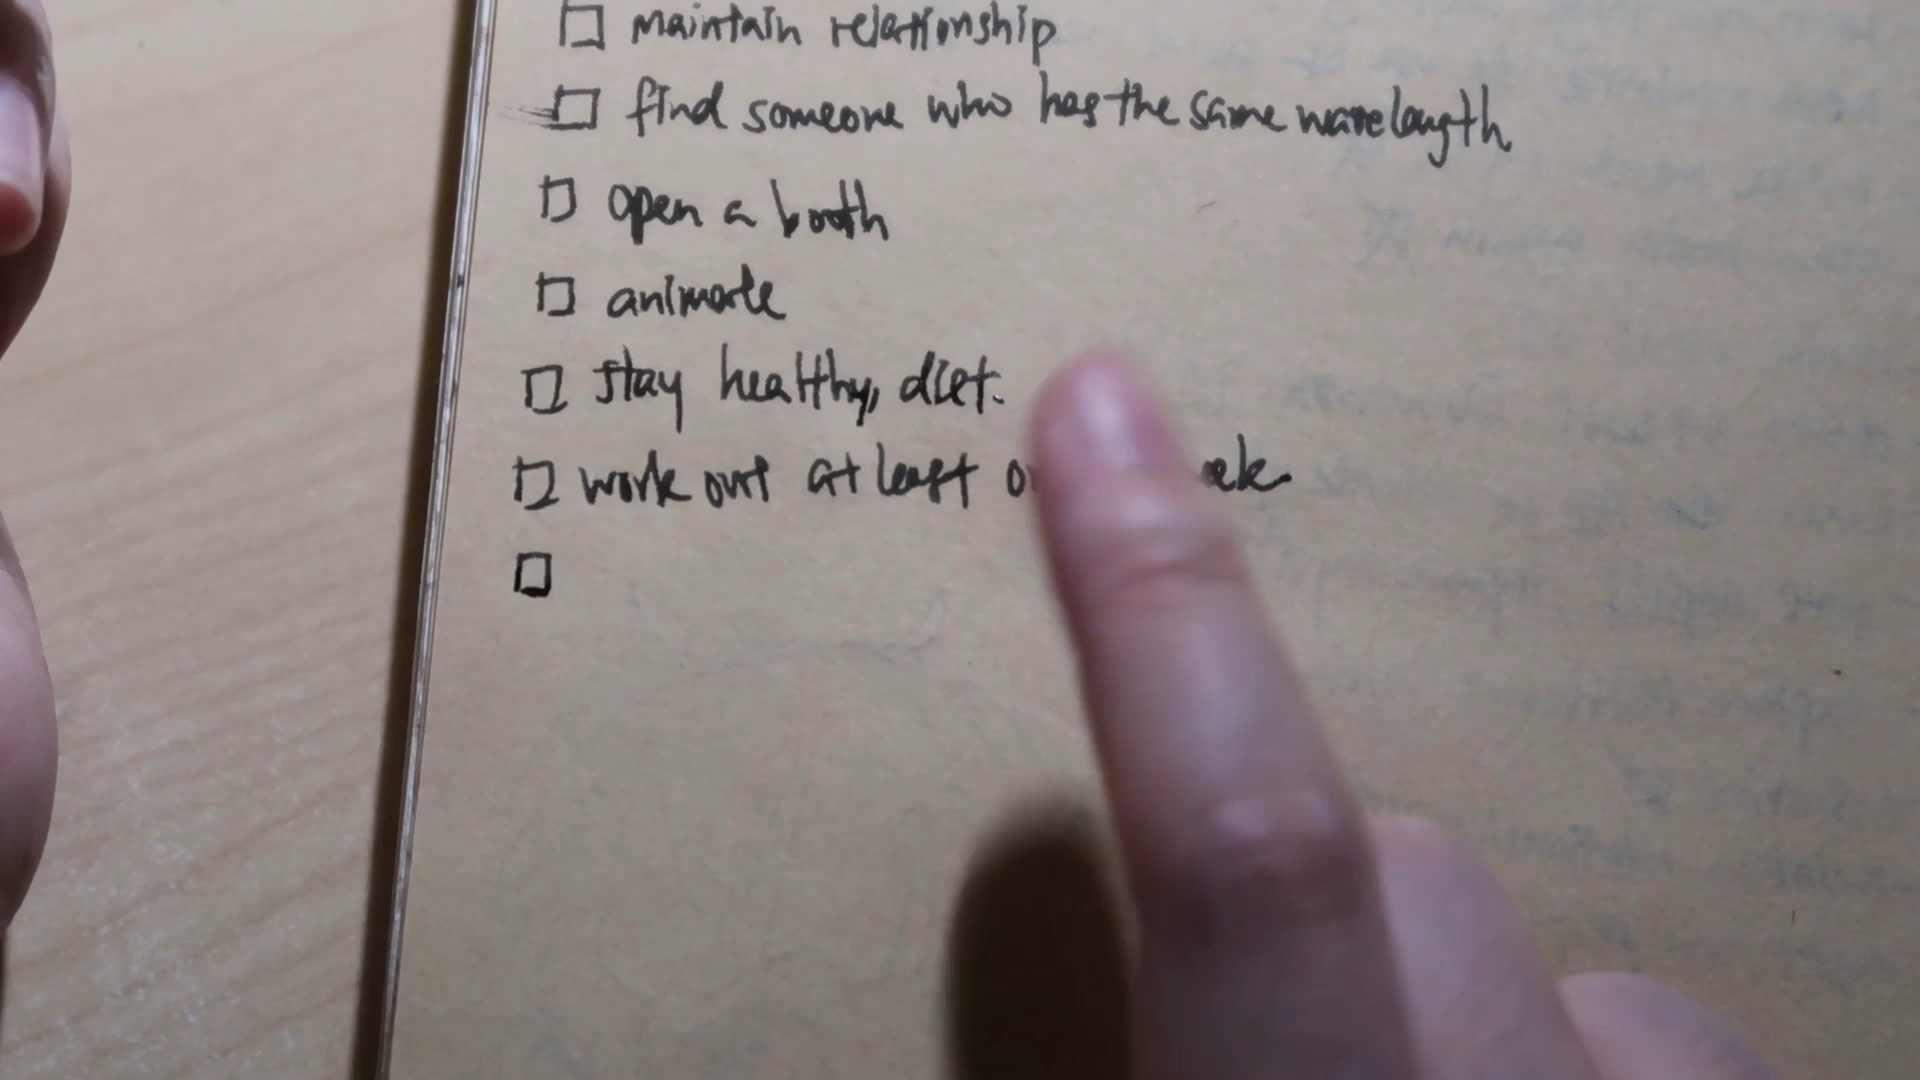 maintain relationship
find someone who has the same wavelength
open a booth
animate
stay healthy, diet.
work out at least